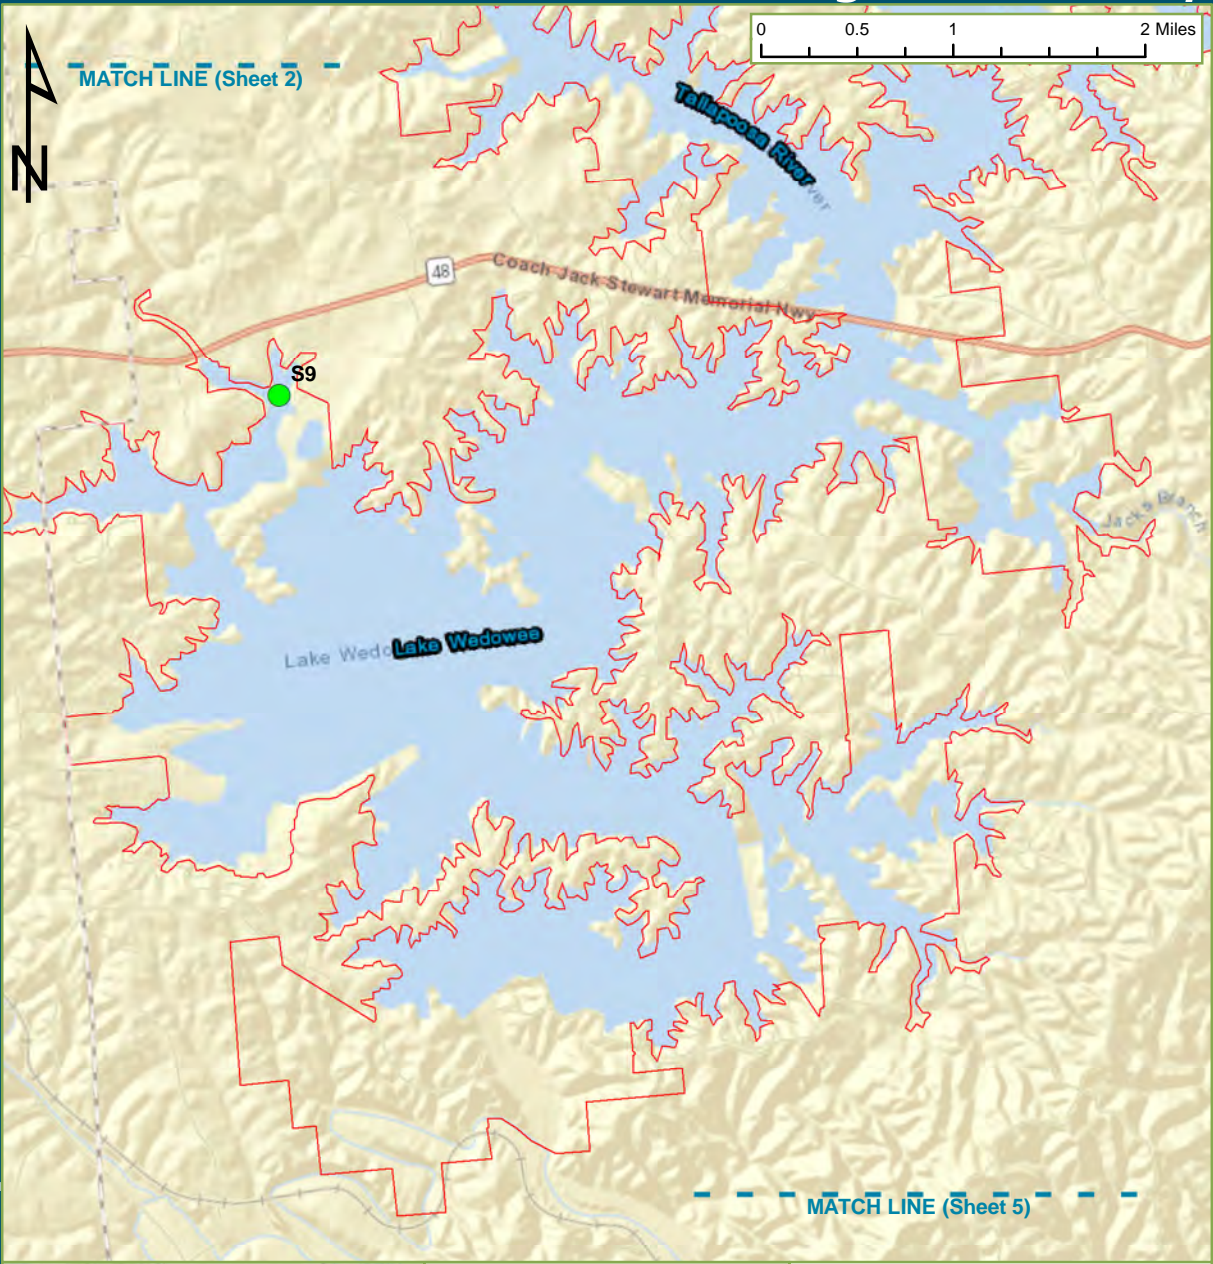 0 0.5 1 2 Miles
MATCH LINE (Sheet 2)
N
Tallapoosa River
ver
48
Coach Jack Stewart Memorial Hwy
S9
Jacks Branch
Lake Wedo
Lake Wedowee
MATCH LINE (Sheet 5)